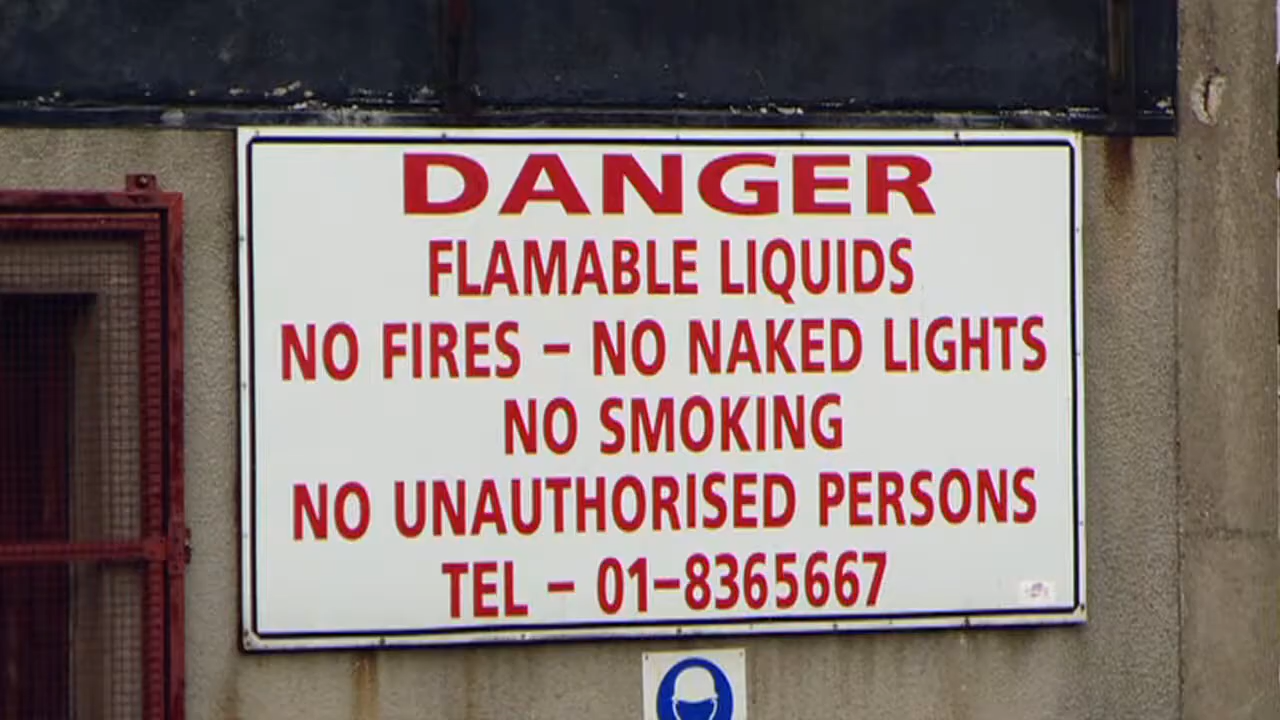 DANGER
FLAMABLE LIQUIDS
NO FIRES – NO NAKED LIGHTS
NO SMOKING
NO UNAUTHORISED PERSONS
TEL – 01–8365667